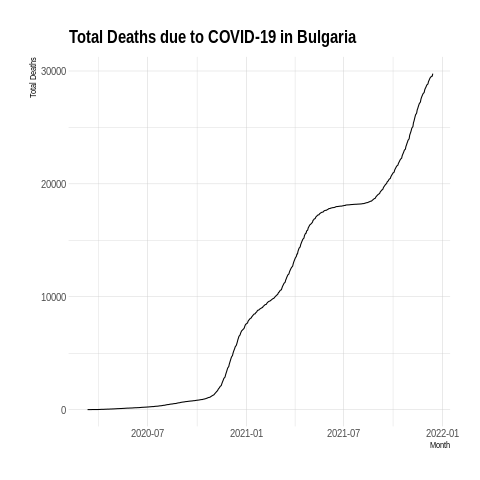 Total Deaths due to COVID-19 in Bulgaria
Total Deaths
30000
20000
10000
0
2020-07 2021-01 2021-07 2022-01
Month